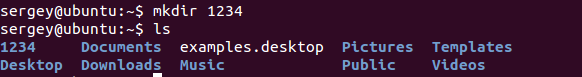 sergey@ubuntu:~$ mkdir 1234
sergey@ubuntu:~$ ls
1234     Documents  examples.desktop  Pictures  Templates
Desktop  Downloads  Music             Public    Videos